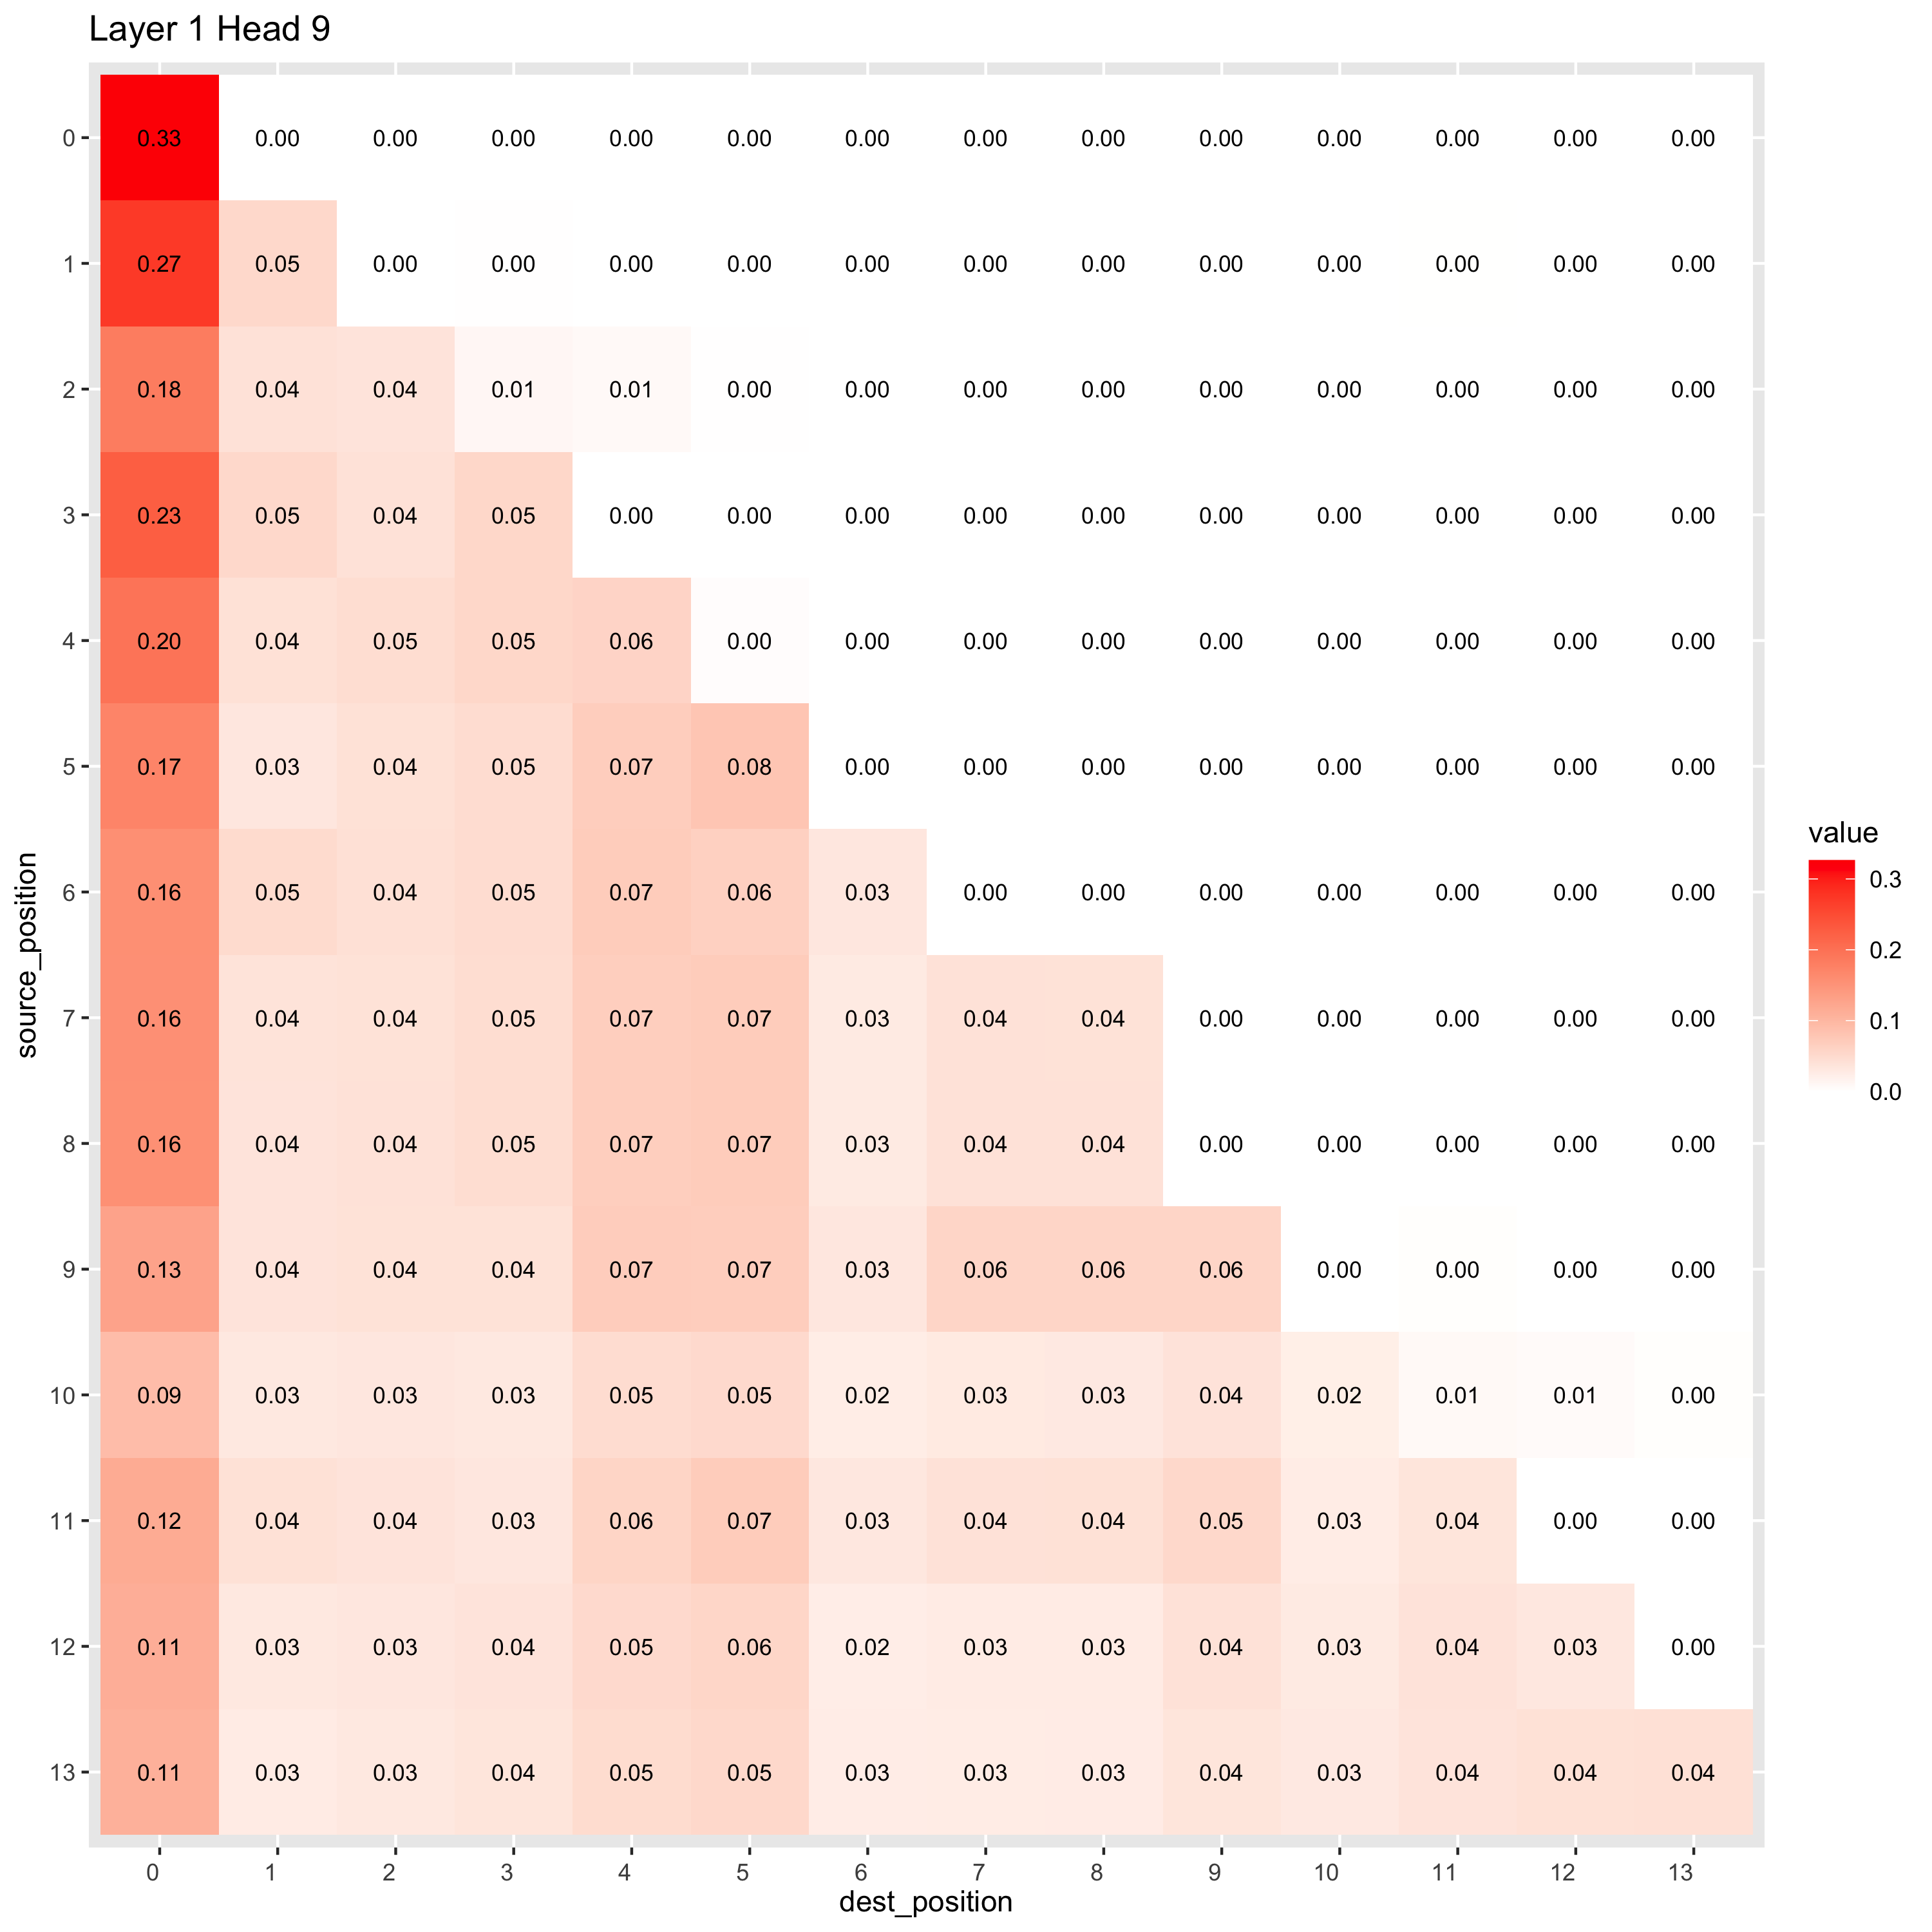 Layer 1 Head 9
0 0.33 0.00 0.00 0.00 0.00 0.00 0.00 0.00 0.00 0.00 0.00 0.00 0.00 0.00
1 0.27 0.05 0.00 0.00 0.00 0.00 0.00 0.00 0.00 0.00 0.00 0.00 0.00 0.00
2 0.18 0.04 0.04 0.01 0.01 0.00 0.00 0.00 0.00 0.00 0.00 0.00 0.00 0.00
3 0.23 0.05 0.04 0.05 0.00 0.00 0.00 0.00 0.00 0.00 0.00 0.00 0.00 0.00
4 0.20 0.04 0.05 0.05 0.06 0.00 0.00 0.00 0.00 0.00 0.00 0.00 0.00 0.00
5 0.17 0.03 0.04 0.05 0.07 0.08 0.00 0.00 0.00 0.00 0.00 0.00 0.00 0.00
6 0.16 0.05 0.04 0.05 0.07 0.06 0.03 0.00 0.00 0.00 0.00 0.00 0.00 0.00
7 0.16 0.04 0.04 0.05 0.07 0.07 0.03 0.04 0.04 0.00 0.00 0.00 0.00 0.00
8 0.16 0.04 0.04 0.05 0.07 0.07 0.03 0.04 0.04 0.00 0.00 0.00 0.00 0.00
9 0.13 0.04 0.04 0.04 0.07 0.07 0.03 0.06 0.06 0.06 0.00 0.00 0.00 0.00
10 0.09 0.03 0.03 0.03 0.05 0.05 0.02 0.03 0.03 0.04 0.02 0.01 0.01 0.00
11 0.12 0.04 0.04 0.03 0.06 0.07 0.03 0.04 0.04 0.05 0.03 0.04 0.00 0.00
12 0.11 0.03 0.03 0.04 0.05 0.06 0.02 0.03 0.03 0.04 0.03 0.04 0.03 0.00
13 0.11 0.03 0.03 0.04 0.05 0.05 0.03 0.03 0.03 0.04 0.03 0.04 0.04 0.04
0 1 2 3 4 5 6 7 8 9 10 11 12 13
dest_position
source_position
value
0.3
0.2
0.1
0.0